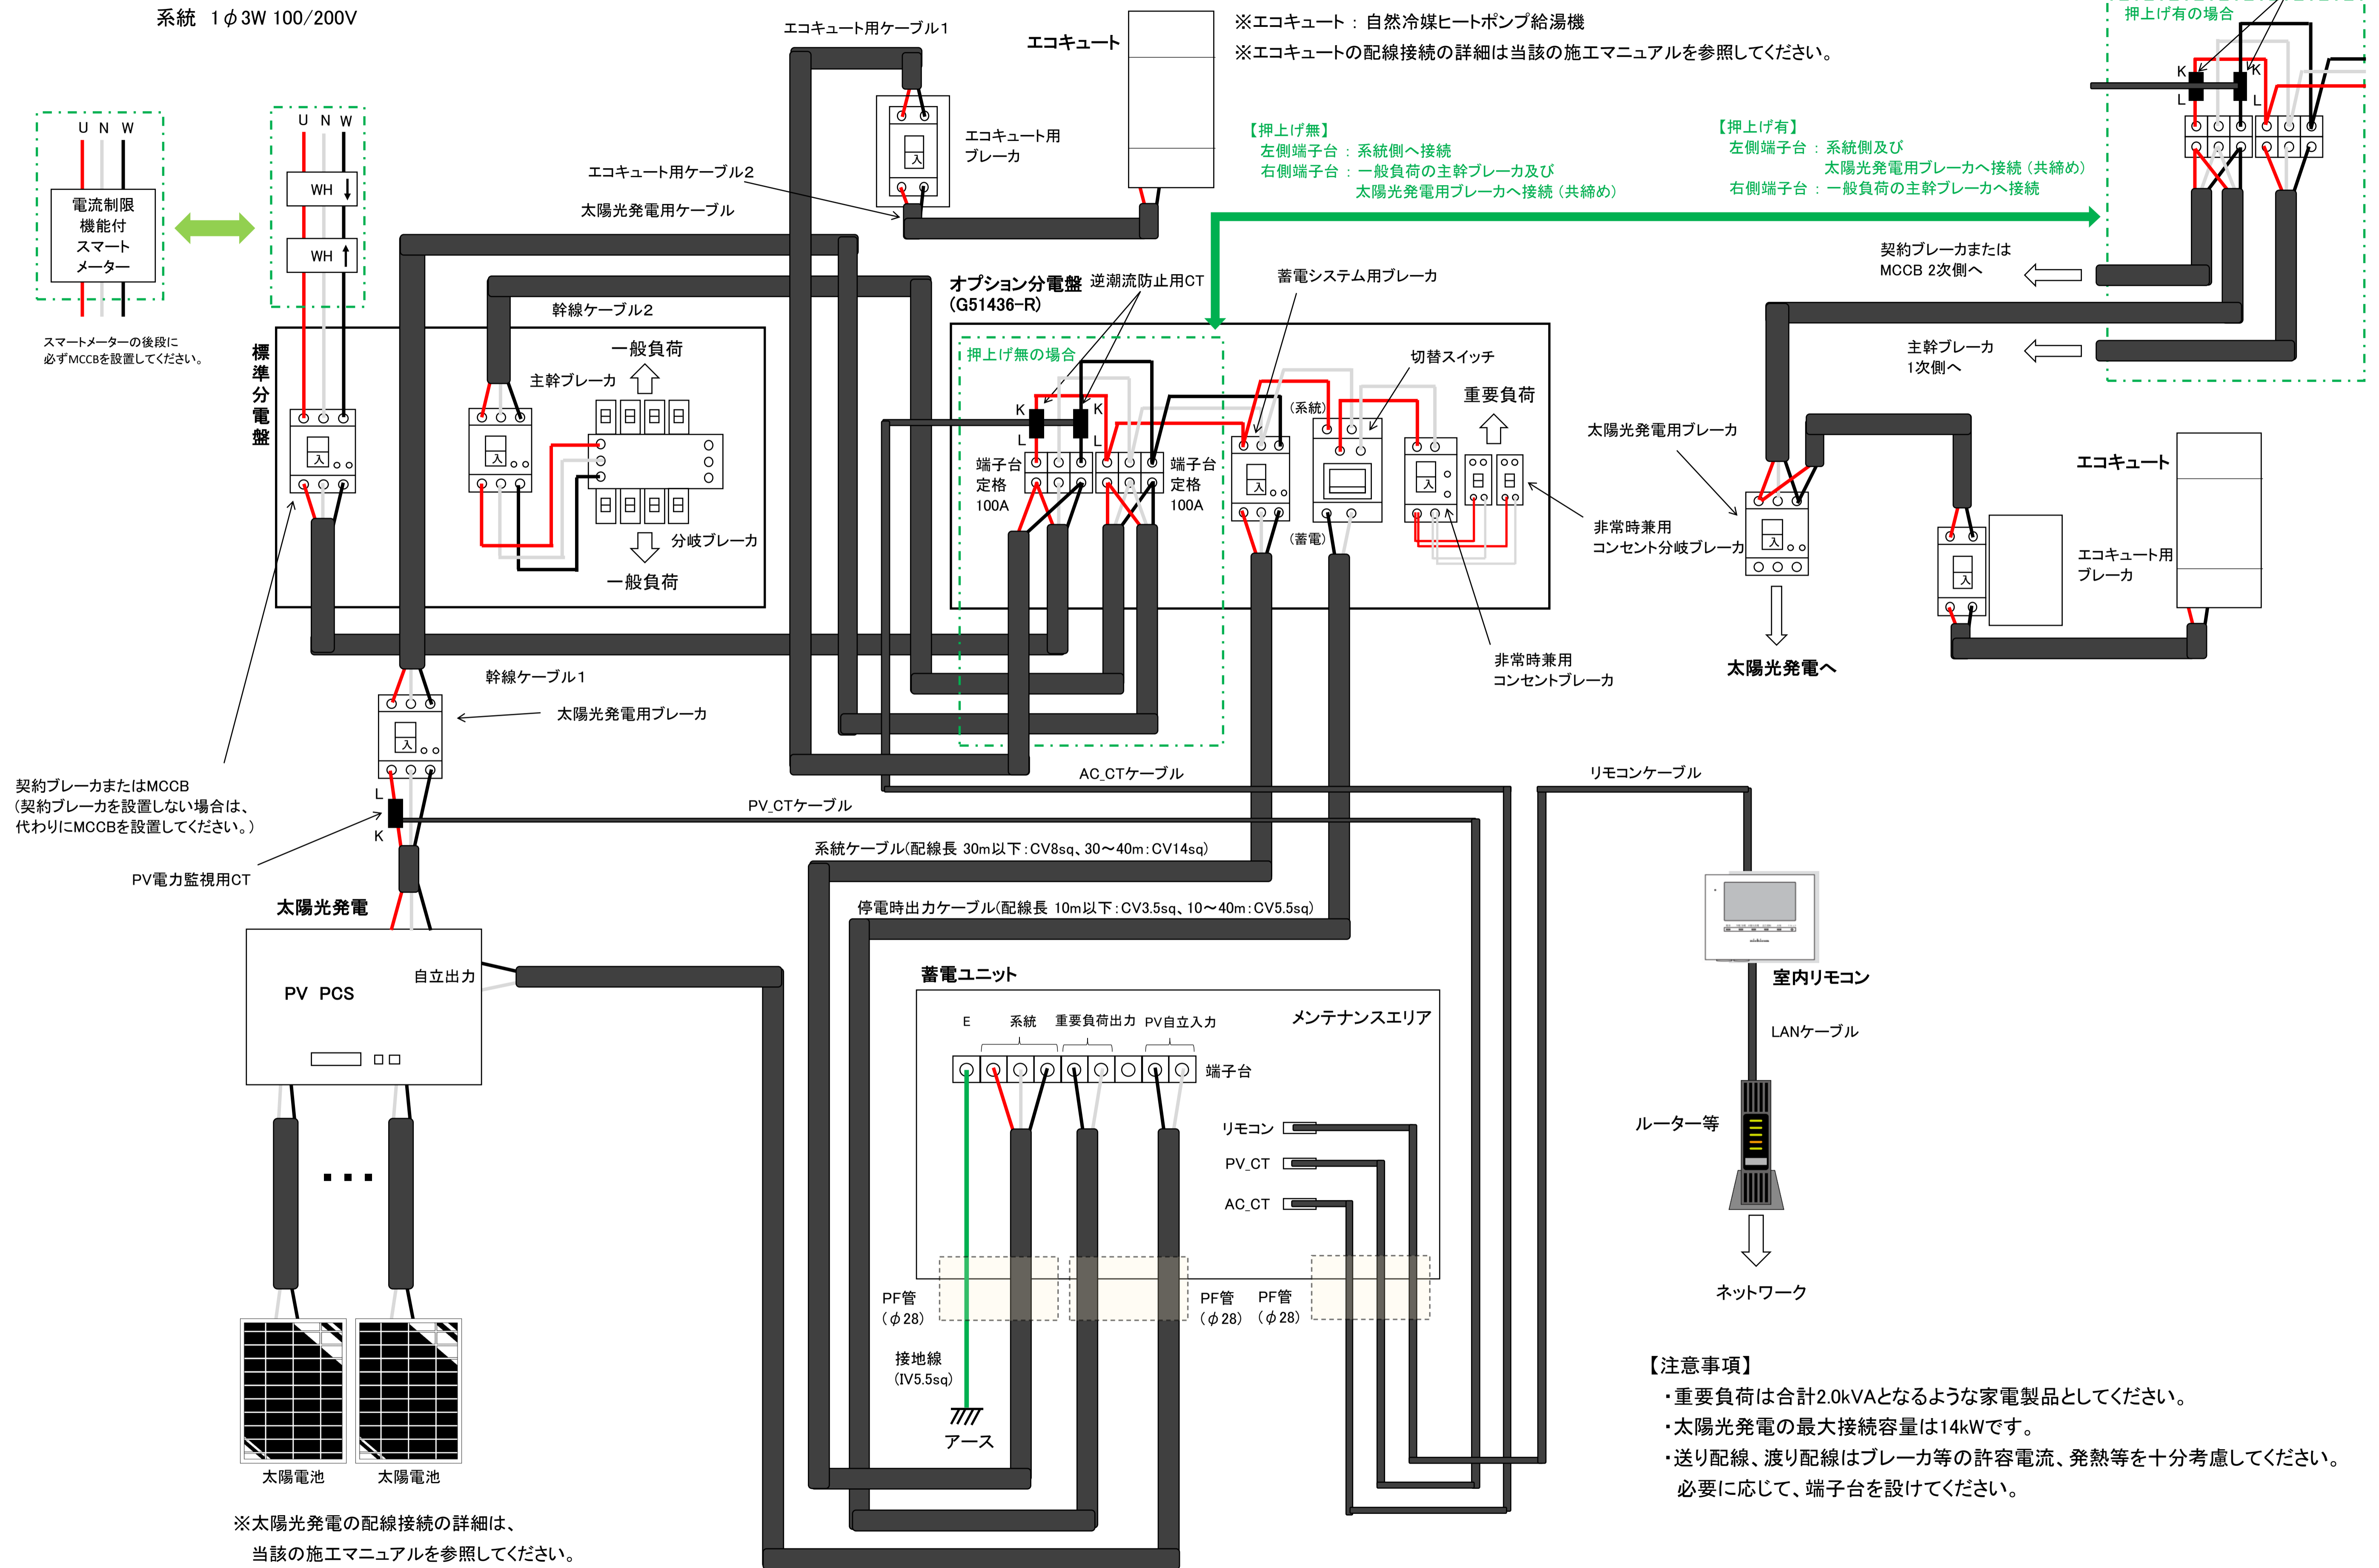 系統 1φ3W 100/200V
エコキュート用ケーブル1
エコキュート
※エコキュート : 自然冷媒ヒートポンプ給湯機
※エコキュートの配線接続の詳細は当該の施工マニュアルを参照してください。
押上げ有の場合
K
K
L
L
U N W
U N W
WH
WH
電流制限
機能付
スマート
メーター
スマートメーターの後段に
必ずMCCBを設置してください。
入
エコキュート用
ブレーカ
エコキュート用ケーブル2
太陽光発電用ケーブル
【押上げ無】
左側端子台 : 系統側へ接続
右側端子台 : 一般負荷の主幹ブレーカ及び
太陽光発電用ブレーカへ接続 (共締め)
【押上げ有】
左側端子台 : 系統側及び
太陽光発電用ブレーカへ接続 (共締め)
右側端子台 : 一般負荷の主幹ブレーカへ接続
契約ブレーカまたは
MCCB 2次側へ
主幹ブレーカ
1次側へ
標準分電盤
幹線ケーブル2
一般負荷
主幹ブレーカ
入
入
日 日 日 日
日 日 日 日
分岐ブレーカ
一般負荷
オプション分電盤
(G51436-R)
逆潮流防止用CT
蓄電システム用ブレーカ
押上げ無の場合
K
K
L
L
端子台
定格
100A
端子台
定格
100A
入
(系統)
(蓄電)
切替スイッチ
重要負荷
入
日 日
非常時兼用
コンセント分岐ブレーカ
非常時兼用
コンセントブレーカ
太陽光発電用ブレーカ
入
太陽光発電へ
エコキュート
入
エコキュート用
ブレーカ
幹線ケーブル1
太陽光発電用ブレーカ
入
契約ブレーカまたはMCCB
(契約ブレーカを設置しない場合は、
代わりにMCCBを設置してください。)
L
K
PV電力監視用CT
AC_CTケーブル
PV_CTケーブル
リモコンケーブル
系統ケーブル(配線長 30m以下:CV8sq、30～40m:CV14sq)
停電時出力ケーブル(配線長 10m以下:CV3.5sq、10～40m:CV5.5sq)
太陽光発電
PV PCS
自立出力
蓄電ユニット
メンテナンスエリア
E
系統
重要負荷出力
PV自立入力
端子台
リモコン
PV_CT
AC_CT
PF管
(φ28)
PF管
(φ28)
PF管
(φ28)
接地線
(IV5.5sq)
アース
室内リモコン
LANケーブル
ルーター等
ネットワーク
太陽電池
太陽電池
※太陽光発電の配線接続の詳細は、
当該の施工マニュアルを参照してください。
【注意事項】
・重要負荷は合計2.0kVAとなるような家電製品としてください。
・太陽光発電の最大接続容量は14kWです。
・送り配線、渡り配線はブレーカ等の許容電流、発熱等を十分考慮してください。
必要に応じて、端子台を設けてください。